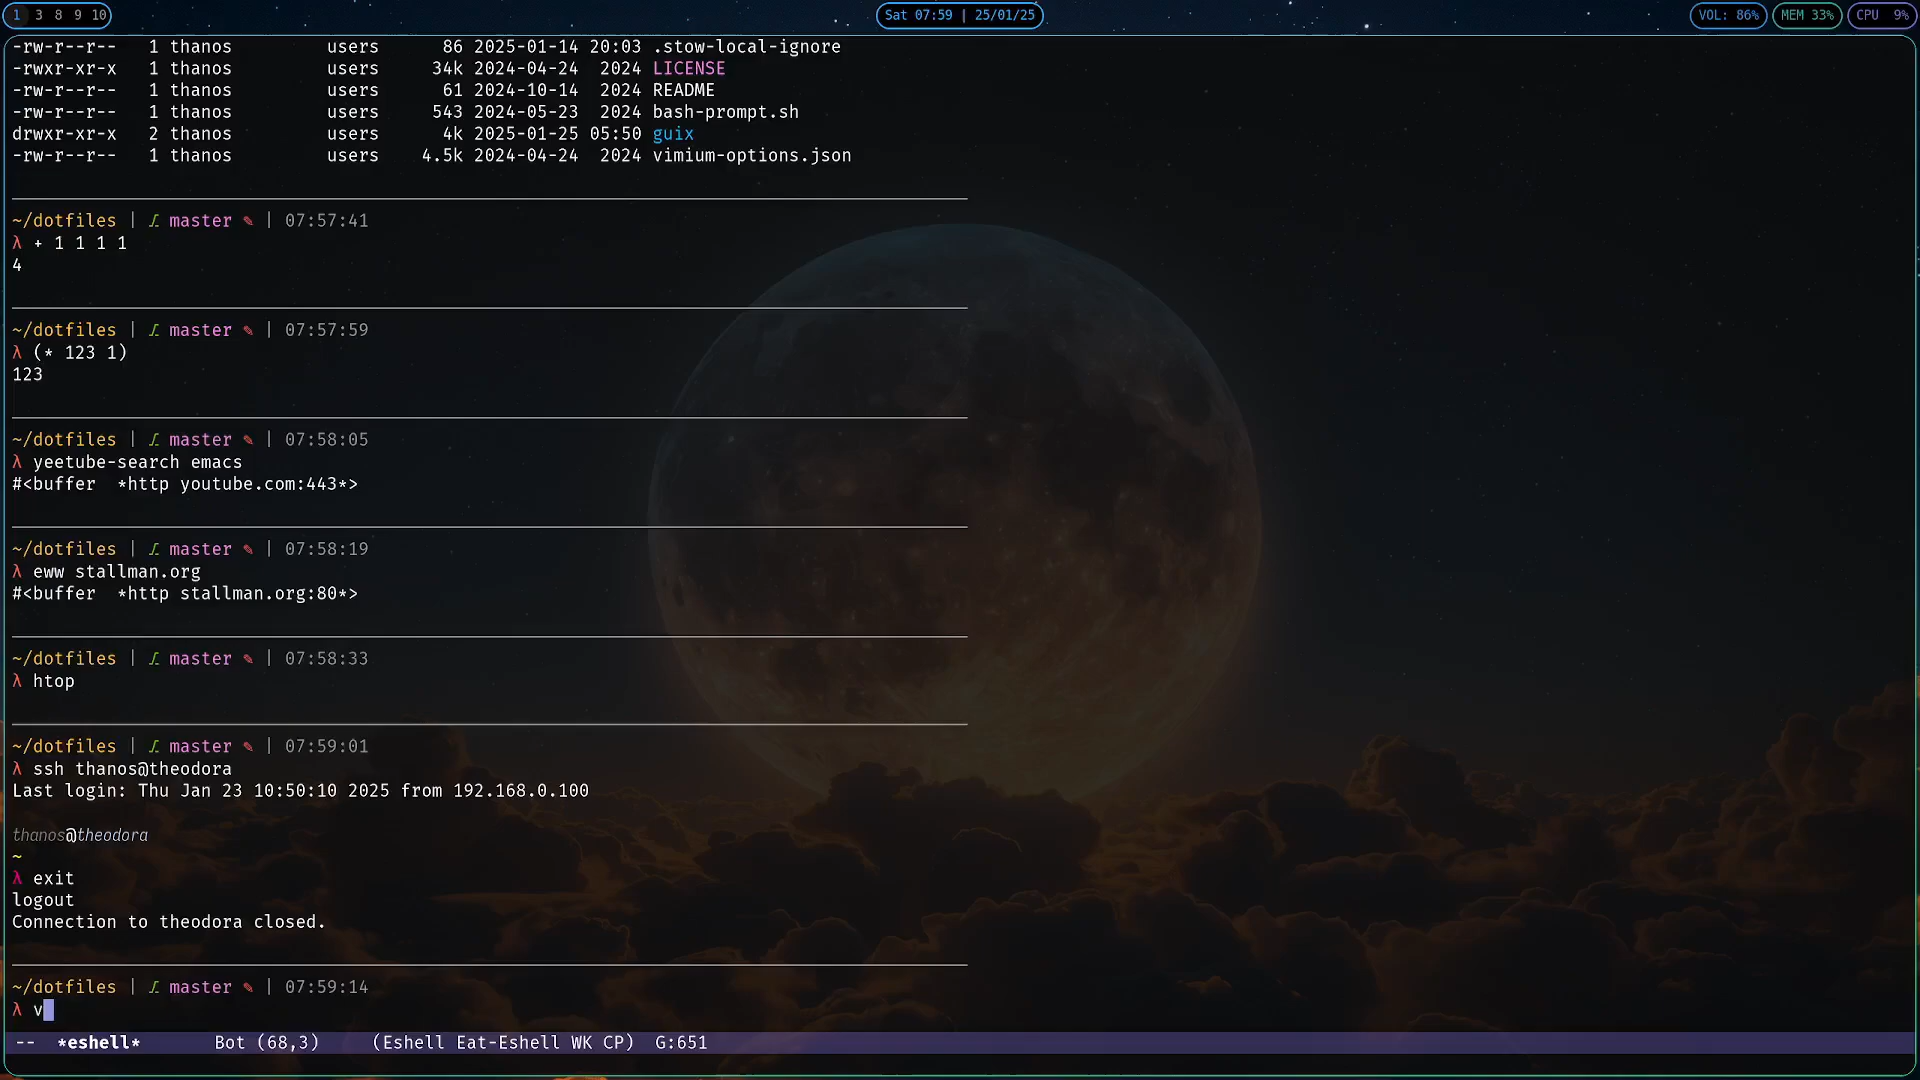 1 3 8 9 10 Sat 07:59 | 25/01/25 VOL: 86% MEM 33% CPU 9%
-rw-r--r-- 1 thanos users 86 2025-01-14 20:03 .stow-local-ignore
-rwxr-xr-x 1 thanos users 34k 2024-04-24 2024 LICENSE
-rw-r--r-- 1 thanos users 61 2024-10-14 2024 README
-rw-r--r-- 1 thanos users 543 2024-05-23 2024 bash-prompt.sh
drwxr-xr-x 2 thanos users 4k 2025-01-25 05:50 guix
-rw-r--r-- 1 thanos users 4.5k 2024-04-24 2024 vimium-options.json
~/dotfiles | ⎇ master ✎ | 07:57:41
λ + 1 1 1 1
4
~/dotfiles | ⎇ master ✎ | 07:57:59
λ (* 123 1)
123
~/dotfiles | ⎇ master ✎ | 07:58:05
λ yeetube-search emacs
#<buffer  *http youtube.com:443*>
~/dotfiles | ⎇ master ✎ | 07:58:19
λ eww stallman.org
#<buffer  *http stallman.org:80*>
~/dotfiles | ⎇ master ✎ | 07:58:33
λ htop
~/dotfiles | ⎇ master ✎ | 07:59:01
λ ssh thanos@theodora
Last login: Thu Jan 23 10:50:10 2025 from 192.168.0.100
thanos@theodora
~
λ exit
logout
Connection to theodora closed.
~/dotfiles | ⎇ master ✎ | 07:59:14
λ v
-- *eshell* Bot (68,3) (Eshell Eat-Eshell WK CP) G:651